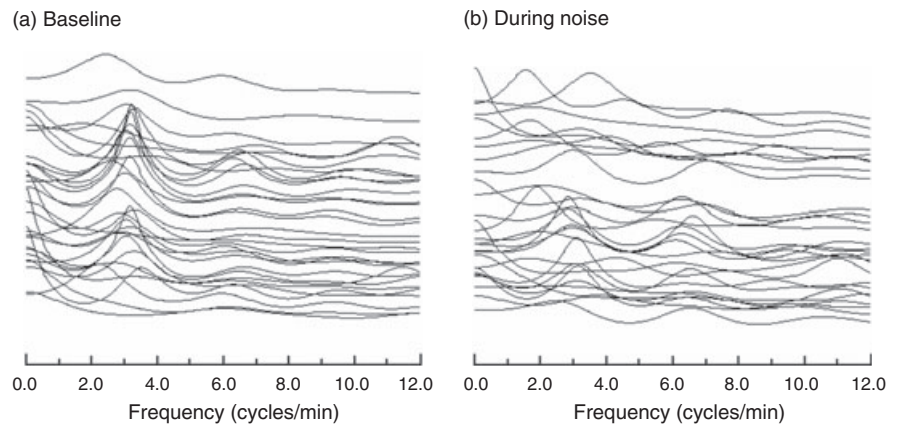 (a) Baseline
(b) During noise
0.0 2.0 4.0 6.0 8.0 10.0 12.0
0.0 2.0 4.0 6.0 8.0 10.0 12.0
Frequency (cycles/min)
Frequency (cycles/min)